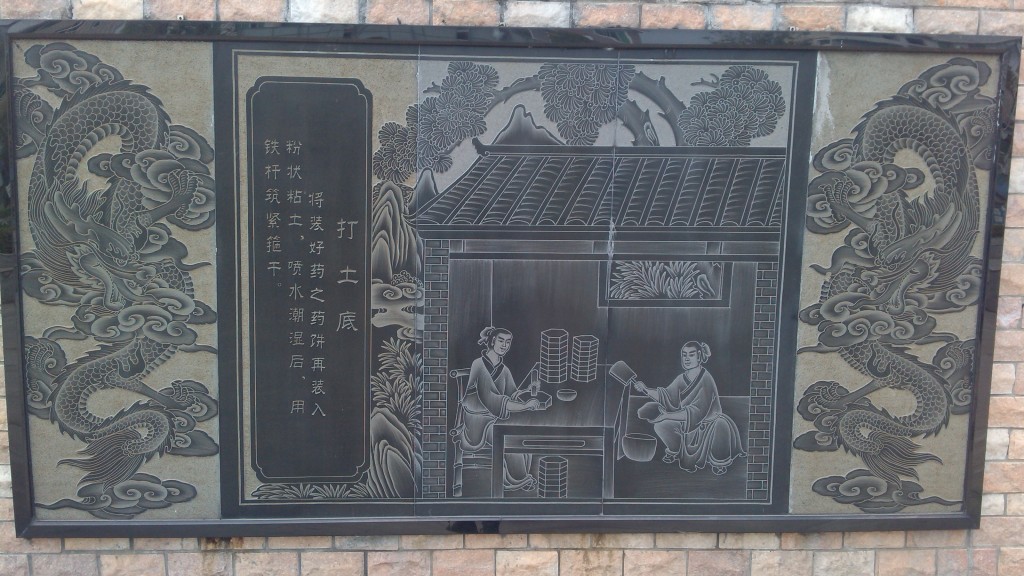 打土底
将装好药之药饼再装入
粉状粘土，喷水潮湿后、用
铁杆筑紧箍干。